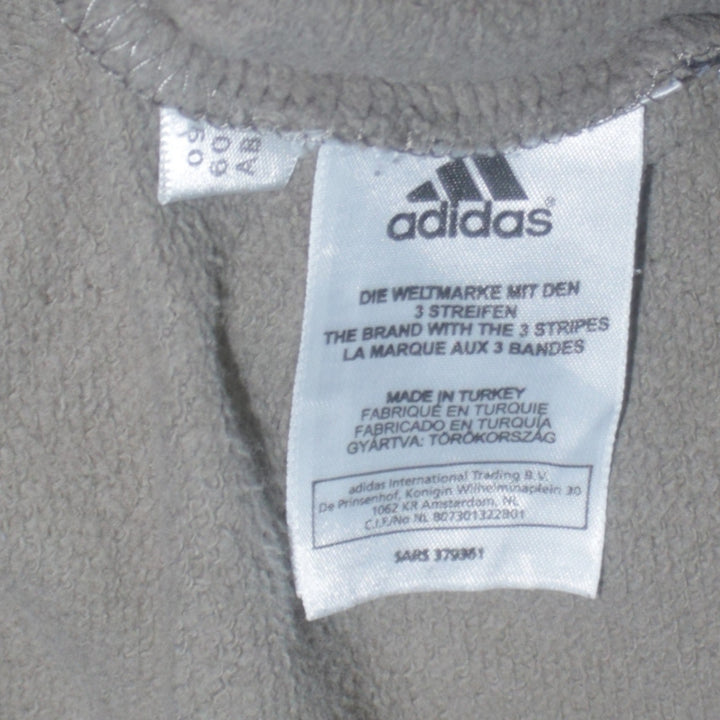 09
60
AB
adidas®
DIE WELTMARKE MIT DEN
3 STREIFEN
THE BRAND WITH THE 3 STRIPES
LA MARQUE AUX 3 BANDES
MADE IN TURKEY
FABRIQUÉ EN TURQUIE
FABRICADO EN TURQUÍA
GYÁRTVA: TÖRÖKORSZÁG
adidas International Trading B.V.
De Prinsenhof, Konigin Wilhelminaplein 30
1062 KR Amsterdam, NL
C.I.F/No NL 807301322B01
379361